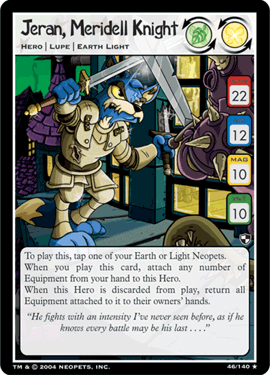 Jeran, Meridell Knight
HERO | LUPE | EARTH LIGHT
22
12
MAG
10
INT
10
To play this, tap one of your Earth or Light Neopets.
When you play this card, attach any number of
Equipment from your hand to this Hero.
When this Hero is discarded from play, return all
Equipment attached to it to their owners' hands.
"He fights with an intensity I've never seen before, as if he
knows every battle may be his last . . . ."
TM & © 2004 NEOPETS, INC.
46/140 ★